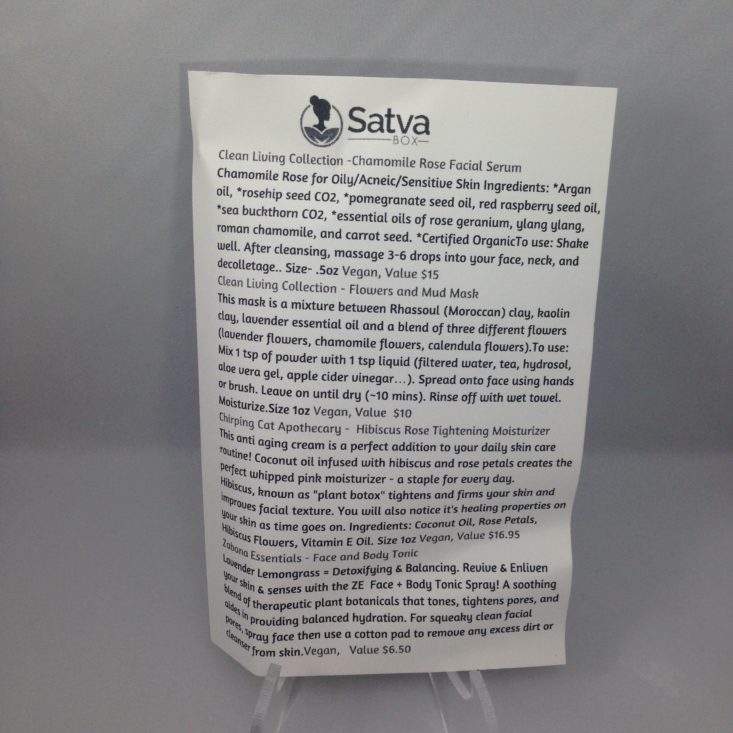 Satva
BOX
Clean Living Collection -Chamomile Rose Facial Serum
Chamomile Rose for Oily/Acneic/Sensitive Skin Ingredients: *Argan
oil, *rosehip seed CO2, *pomegranate seed oil, red raspberry seed oil,
*sea buckthorn CO2, *essential oils of rose geranium, ylang ylang,
roman chamomile, and carrot seed. *Certified OrganicTo use: Shake
well. After cleansing, massage 3-6 drops into your face, neck, and
decolletage.. Size- .5oz Vegan, Value $15
Clean Living Collection - Flowers and Mud Mask
This mask is a mixture between Rhassoul (Moroccan) clay, kaolin
clay, lavender essential oil and a blend of three different flowers
(lavender flowers, chamomile flowers, calendula flowers).To use:
Mix 1 tsp of powder with 1 tsp liquid (filtered water, tea, hydrosol,
aloe vera gel, apple cider vinegar...). Spread onto face using hands
or brush. Leave on until dry (~10 mins). Rinse off with wet towel.
Moisturize.Size 1oz Vegan, Value $10
Chirping Cat Apothecary - Hibiscus Rose Tightening Moisturizer
This anti aging cream is a perfect addition to your daily skin care
routine! Coconut oil infused with hibiscus and rose petals creates the
perfect whipped pink moisturizer - a staple for every day.
Hibiscus, known as "plant botox" tightens and firms your skin and
improves facial texture. You will also notice it's healing properties on
your skin as time goes on. Ingredients: Coconut Oil, Rose Petals,
Hibiscus Flowers, Vitamin E Oil. Size 1oz Vegan, Value $16.95
Zabana Essentials - Face and Body Tonic
Lavender Lemongrass = Detoxifying & Balancing. Revive & Enliven
your skin & senses with the ZE Face + Body Tonic Spray! A soothing
blend of therapeutic plant botanicals that tones, tightens pores, and
aides in providing balanced hydration. For squeaky clean facial
pores, spray face then use a cotton pad to remove any excess dirt or
cleanser from skin.Vegan, Value $6.50